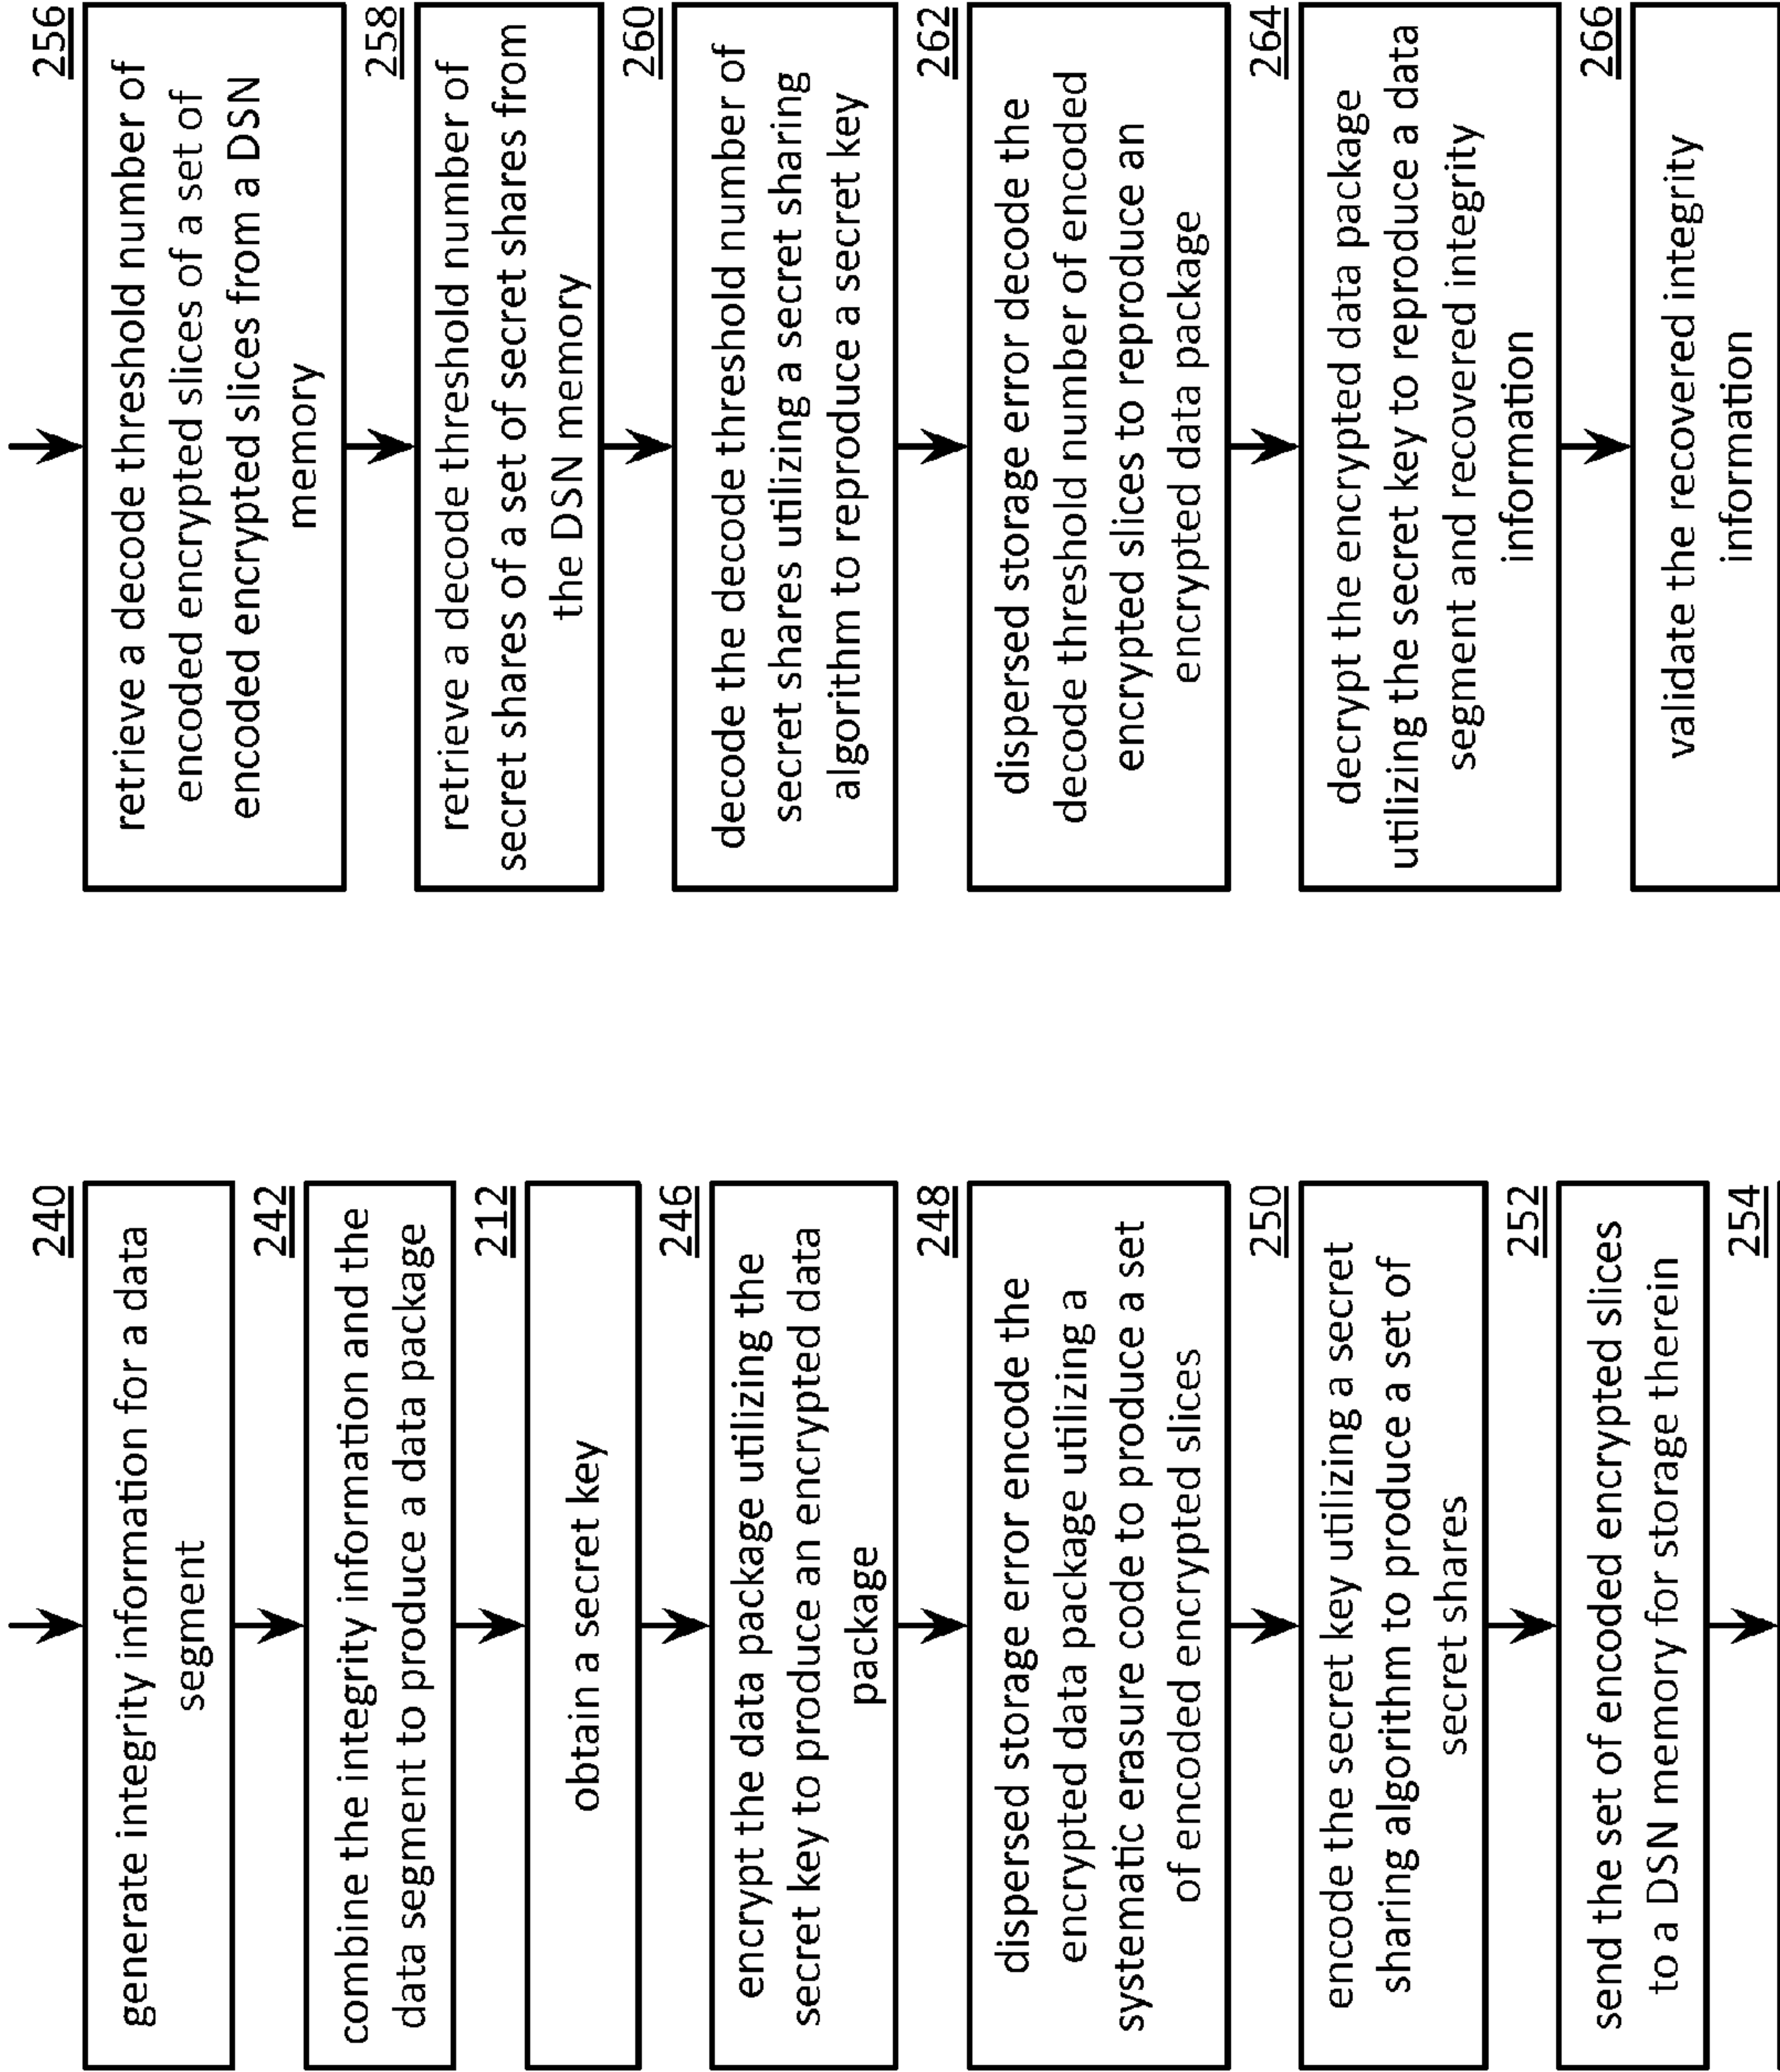 240
generate integrity information for a data
segment
242
combine the integrity information and the
data segment to produce a data package
212
obtain a secret key
246
encrypt the data package utilizing the
secret key to produce an encrypted data
package
248
dispersed storage error encode the
encrypted data package utilizing a
systematic erasure code to produce a set
of encoded encrypted slices
250
encode the secret key utilizing a secret
sharing algorithm to produce a set of
secret shares
252
send the set of encoded encrypted slices
to a DSN memory for storage therein
254
256
retrieve a decode threshold number of
encoded encrypted slices of a set of
encoded encrypted slices from a DSN
memory
258
retrieve a decode threshold number of
secret shares of a set of secret shares from
the DSN memory
260
decode the decode threshold number of
secret shares utilizing a secret sharing
algorithm to reproduce a secret key
262
dispersed storage error decode the
decode threshold number of encoded
encrypted slices to reproduce an
encrypted data package
264
decrypt the encrypted data package
utilizing the secret key to reproduce a data
segment and recovered integrity
information
266
validate the recovered integrity
information